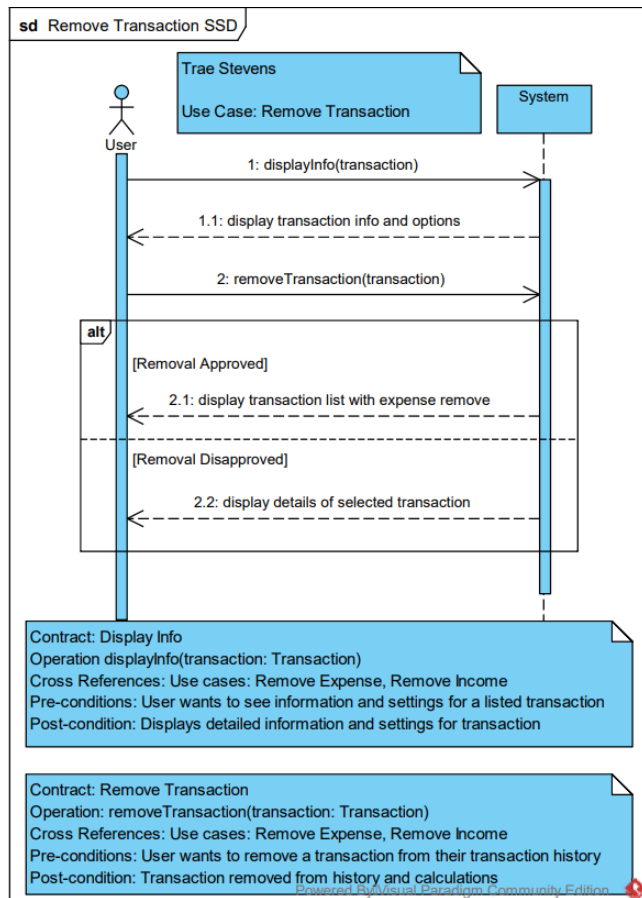 sd Remove Transaction SSD
Trae Stevens
Use Case: Remove Transaction
User
System
1: displayInfo(transaction)
1.1: display transaction info and options
2: removeTransaction(transaction)
alt
[Removal Approved]
2.1: display transaction list with expense remove
[Removal Disapproved]
2.2: display details of selected transaction
Contract: Display Info
Operation displayInfo(transaction: Transaction)
Cross References: Use cases: Remove Expense, Remove Income
Pre-conditions: User wants to see information and settings for a listed transaction
Post-condition: Displays detailed information and settings for transaction
Contract: Remove Transaction
Operation: removeTransaction(transaction: Transaction)
Cross References: Use cases: Remove Expense, Remove Income
Pre-conditions: User wants to remove a transaction from their transaction history
Post-condition: Transaction removed from history and calculations
Powered By Visual Paradigm Community Edition